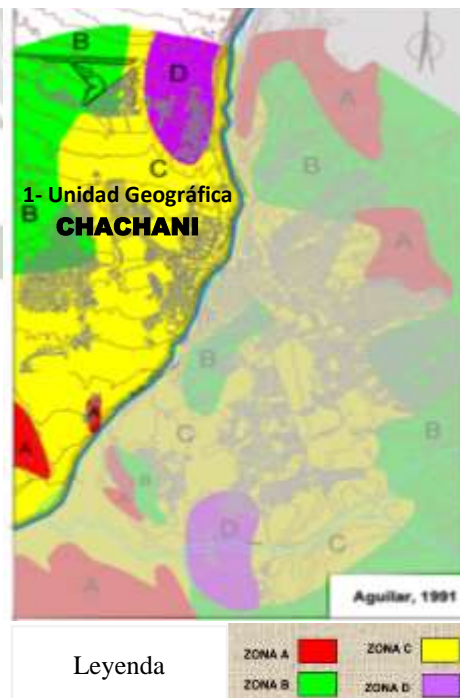 B
D
A
C
B
1- Unidad Geográfica
B
CHACHANI
A
B
B
C
A
A
B
D
C
A
Aguilar, 1991
Leyenda
ZONA A
ZONA C
ZONA B
ZONA D